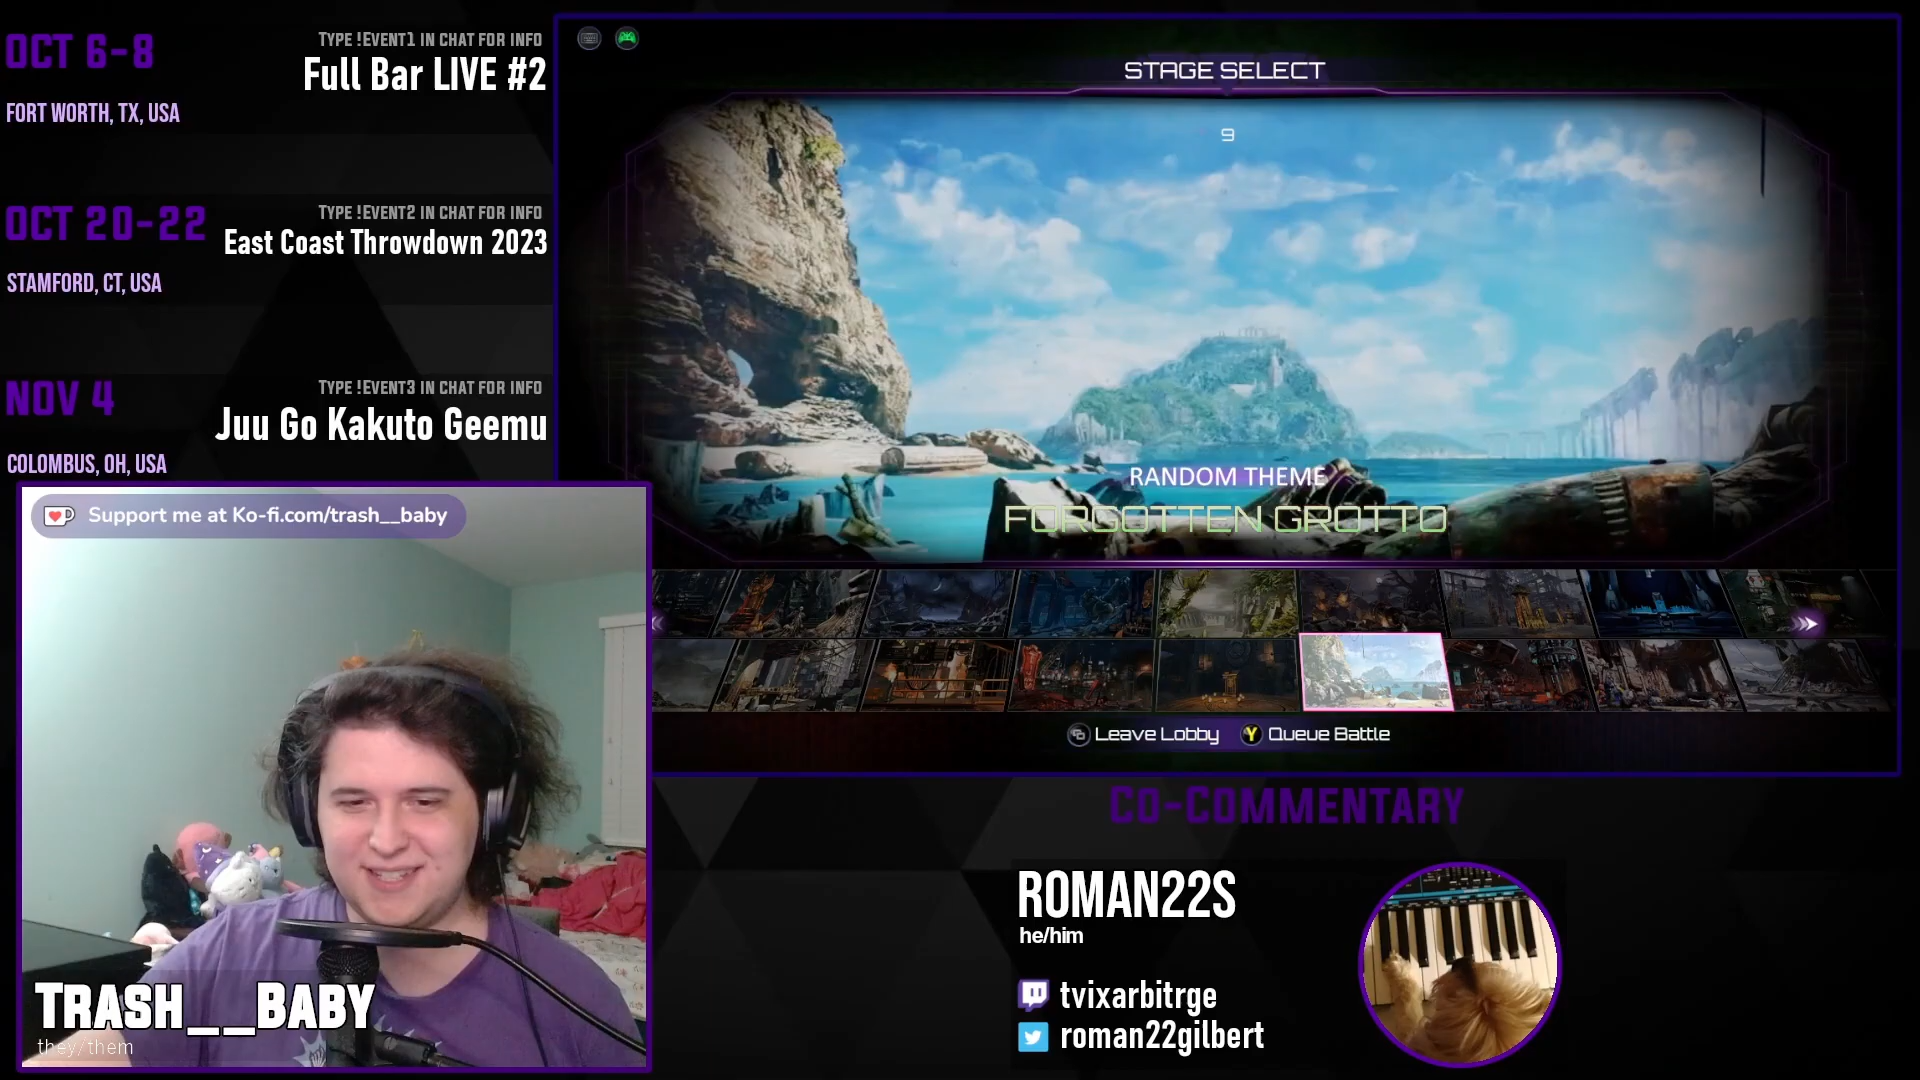 OCT 6-8
TYPE !EVENT1 IN CHAT FOR INFO
Full Bar LIVE #2
FORT WORTH, TX, USA
OCT 20-22
TYPE !EVENT2 IN CHAT FOR INFO
East Coast Throwdown 2023
STAMFORD, CT, USA
NOV 4
TYPE !EVENT3 IN CHAT FOR INFO
Juu Go Kakuto Geemu
COLOMBUS, OH, USA
Support me at Ko-fi.com/trash__baby
TRASH__BABY
they/them
STAGE SELECT
9
RANDOM THEME
FORGOTTEN GROTTO
Leave Lobby
Y Queue Battle
CO-COMMENTARY
ROMAN22S
he/him
tvixarbitrge
roman22gilbert